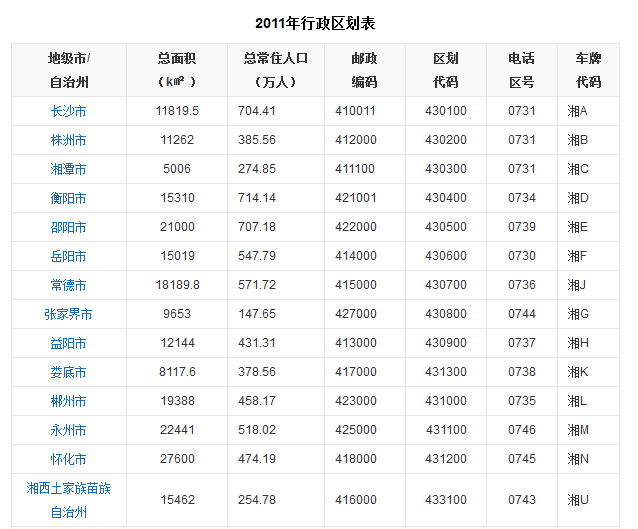 2011年行政区划表
地级市/ 总面积 总常住人口 邮政 区划 电话 车牌
自治州 （k㎡ ） （万人） 编码 代码 区号 代码
长沙市 11819.5 704.41 410011 430100 0731 湘A
株洲市 11262 385.56 412000 430200 0731 湘B
湘潭市 5006 274.85 411100 430300 0731 湘C
衡阳市 15310 714.14 421001 430400 0734 湘D
邵阳市 21000 707.18 422000 430500 0739 湘E
岳阳市 15019 547.79 414000 430600 0730 湘F
常德市 18189.8 571.72 415000 430700 0736 湘J
张家界市 9653 147.65 427000 430800 0744 湘G
益阳市 12144 431.31 413000 430900 0737 湘H
娄底市 8117.6 378.56 417000 431300 0738 湘K
郴州市 19388 458.17 423000 431000 0735 湘L
永州市 22441 518.02 425000 431100 0746 湘M
怀化市 27600 474.19 418000 431200 0745 湘N
湘西土家族苗族
自治州 15462 254.78 416000 433100 0743 湘U